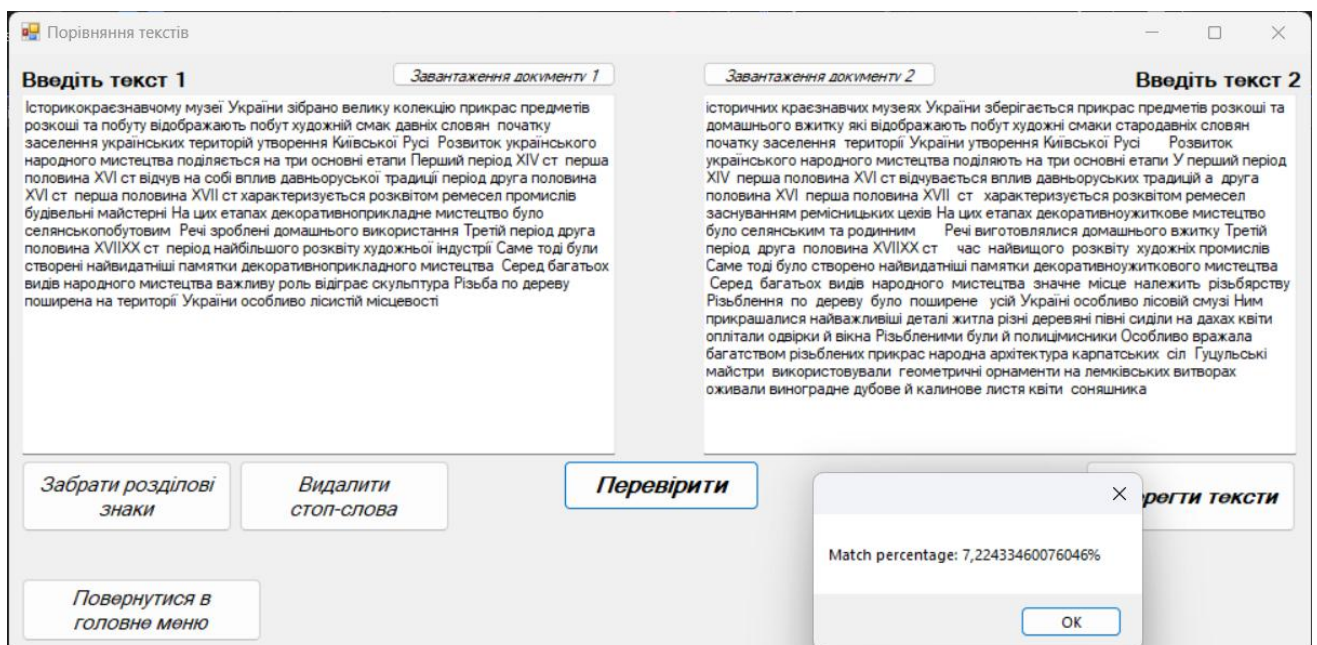 Порівняння текстів
Введіть текст 1
Завантаження документу 1
Завантаження документу 2
Введіть текст 2
Історикокраєзнавчому музеї України зібрано велику колекцію прикрас предметів
розкоші та побуту відображають побут художній смак давніх словян початку
заселення українських територій утворення Київської Русі Розвиток українського
народного мистецтва поділяється на три основні етапи Перший період XIV ст перша
половина XVI ст відчув на собі вплив давньоруської традиції період друга половина
XVI ст перша половина XVII ст характеризується розквітом ремесел промислів
будівельні майстерні На цих етапах декоративноприкладне мистецтво було
селянськопобутовим Речі зроблені домашнього використання Третій період друга
половина XVIIXX ст період найбільшого розквіту художньої індустрії Саме тоді були
створені найвидатніші памятки декоративноприкладного мистецтва Серед багатьох
видів народного мистецтва важливу роль відіграє скульптура Різьба по дереву
поширена на території України особливо лісистій місцевості
історичних краєзнавчих музеях України зберігається прикрас предметів розкоші та
домашнього вжитку які відображають побут художні смаки стародавніх словян
початку заселення території України утворення Київської Русі Розвиток
українського народного мистецтва поділяють на три основні етапи У перший період
XIV перша половина XVI ст відчувається вплив давньоруських традицій а друга
половина XVI перша половина XVII ст характеризується розквітом ремесел
заснуванням ремісницьких цехів На цих етапах декоративноужиткове мистецтво
було селянським та родинним Речі виготовлялися домашнього вжитку Третій
період друга половина XVIIXX ст час найвищого розквіту художніх промислів
Саме тоді було створено найвидатніші памятки декоративноужиткового мистецтва
Серед багатьох видів народного мистецтва значне місце належить різьбярству
Різьблення по дереву було поширене усій Україні особливо лісовій смузі Ним
прикрашалися найважливіші деталі житла різні деревяні півні сиділи на дахах квіти
оплітали одвірки й вікна Різьбленими були й полицімисники Особливо вражала
багатством різьблених прикрас народна архітектура карпатських сіл Гуцульські
майстри використовували геометричні орнаменти на лемківських витворах
оживали виноградне дубове й калинове листя квіти соняшника
Забрати розділові
знаки
Видалити
стоп-слова
Перевірити
тексти
Match percentage: 7,22433460076046%
OK
Повернутися в
головне меню